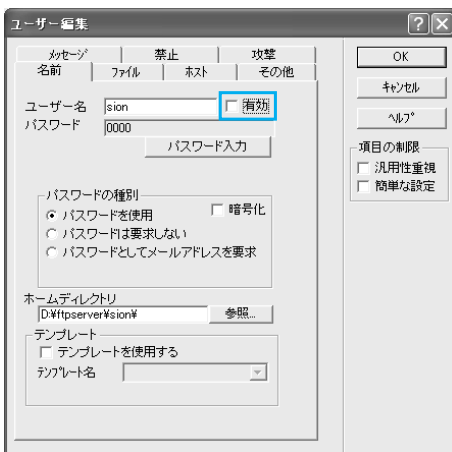 ユーザー編集
メッセージ 禁止 攻撃
名前 ファイル ホスト その他
ユーザー名 sion 有効
パスワード 0000
パスワード入力
パスワードの種別
パスワードを使用 暗号化
パスワードは要求しない
パスワードとしてメールアドレスを要求
ホームディレクトリ
D:¥ftpserver¥sion¥ 参照...
テンプレート
テンプレートを使用する
テンプレート名
OK
キャンセル
ヘルプ
項目の制限
汎用性重視
簡単な設定